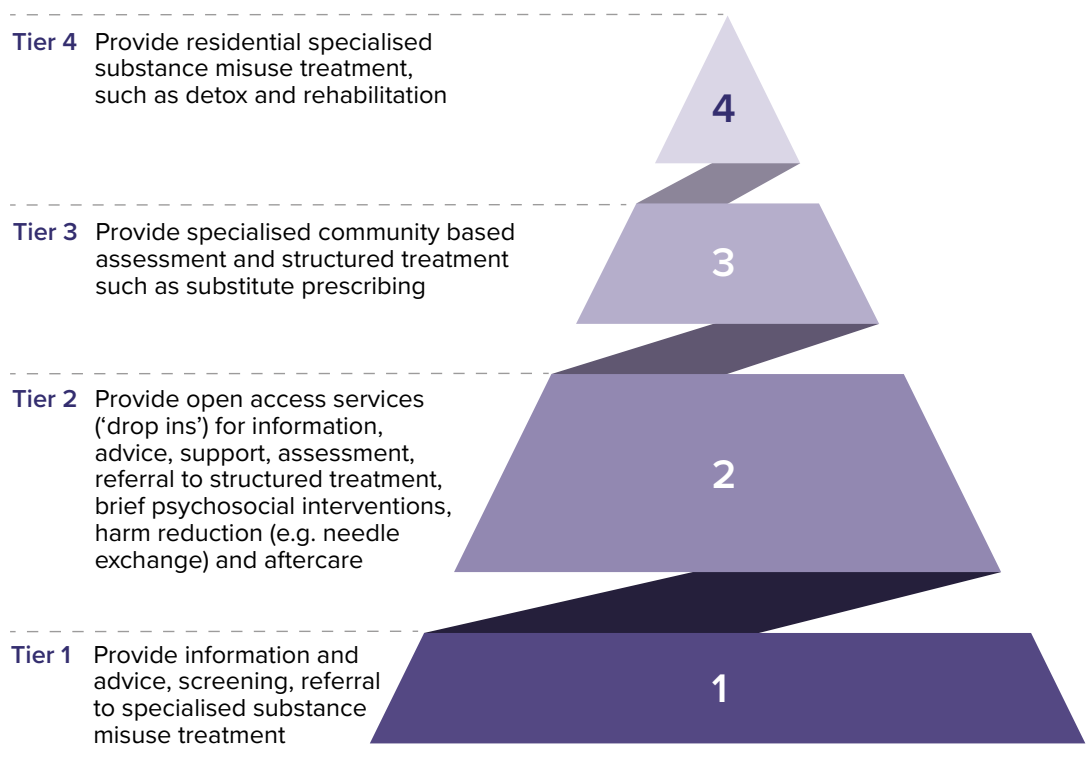 Tier 4 Provide residential specialised
substance misuse treatment,
such as detox and rehabilitation
4
Tier 3 Provide specialised community based
assessment and structured treatment
such as substitute prescribing
3
Tier 2 Provide open access services
(‘drop ins’) for information,
advice, support, assessment,
referral to structured treatment,
brief psychosocial interventions,
harm reduction (e.g. needle
exchange) and aftercare
2
Tier 1 Provide information and
advice, screening, referral
to specialised substance
misuse treatment
1